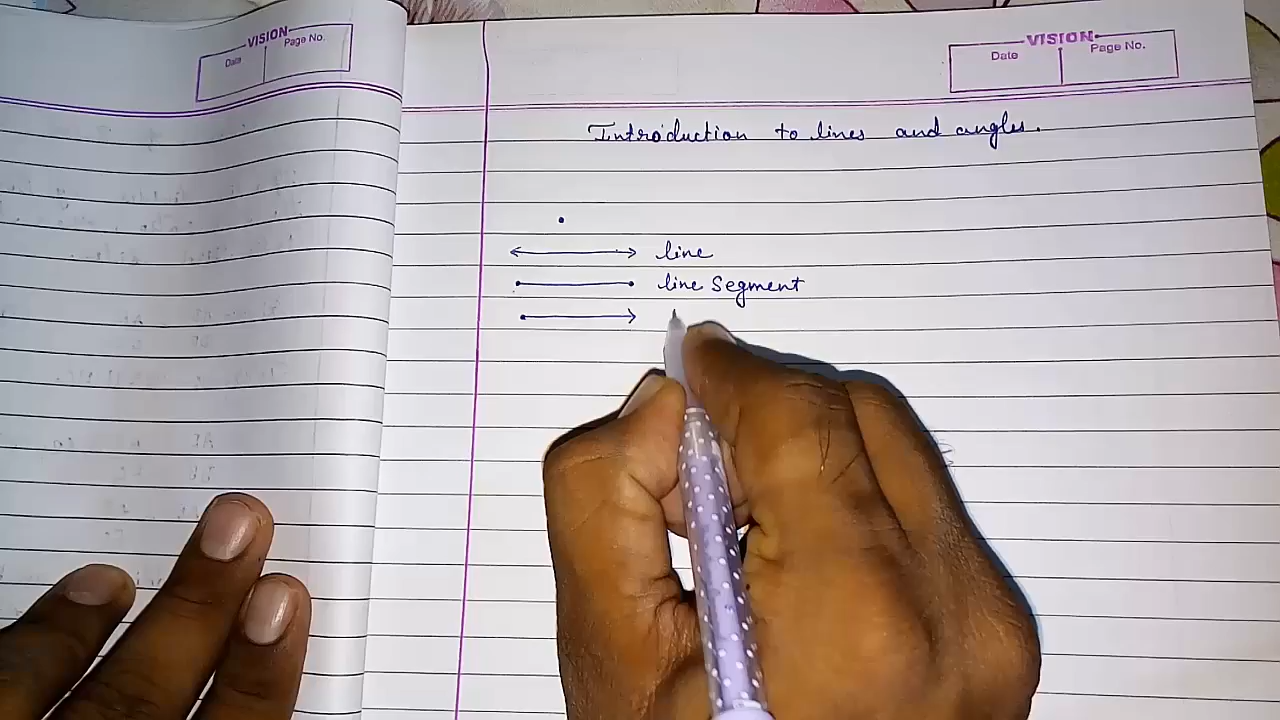 VISION
Date Page No.
VISION
Date Page No.
Introduction to lines and angles.
line
line Segment